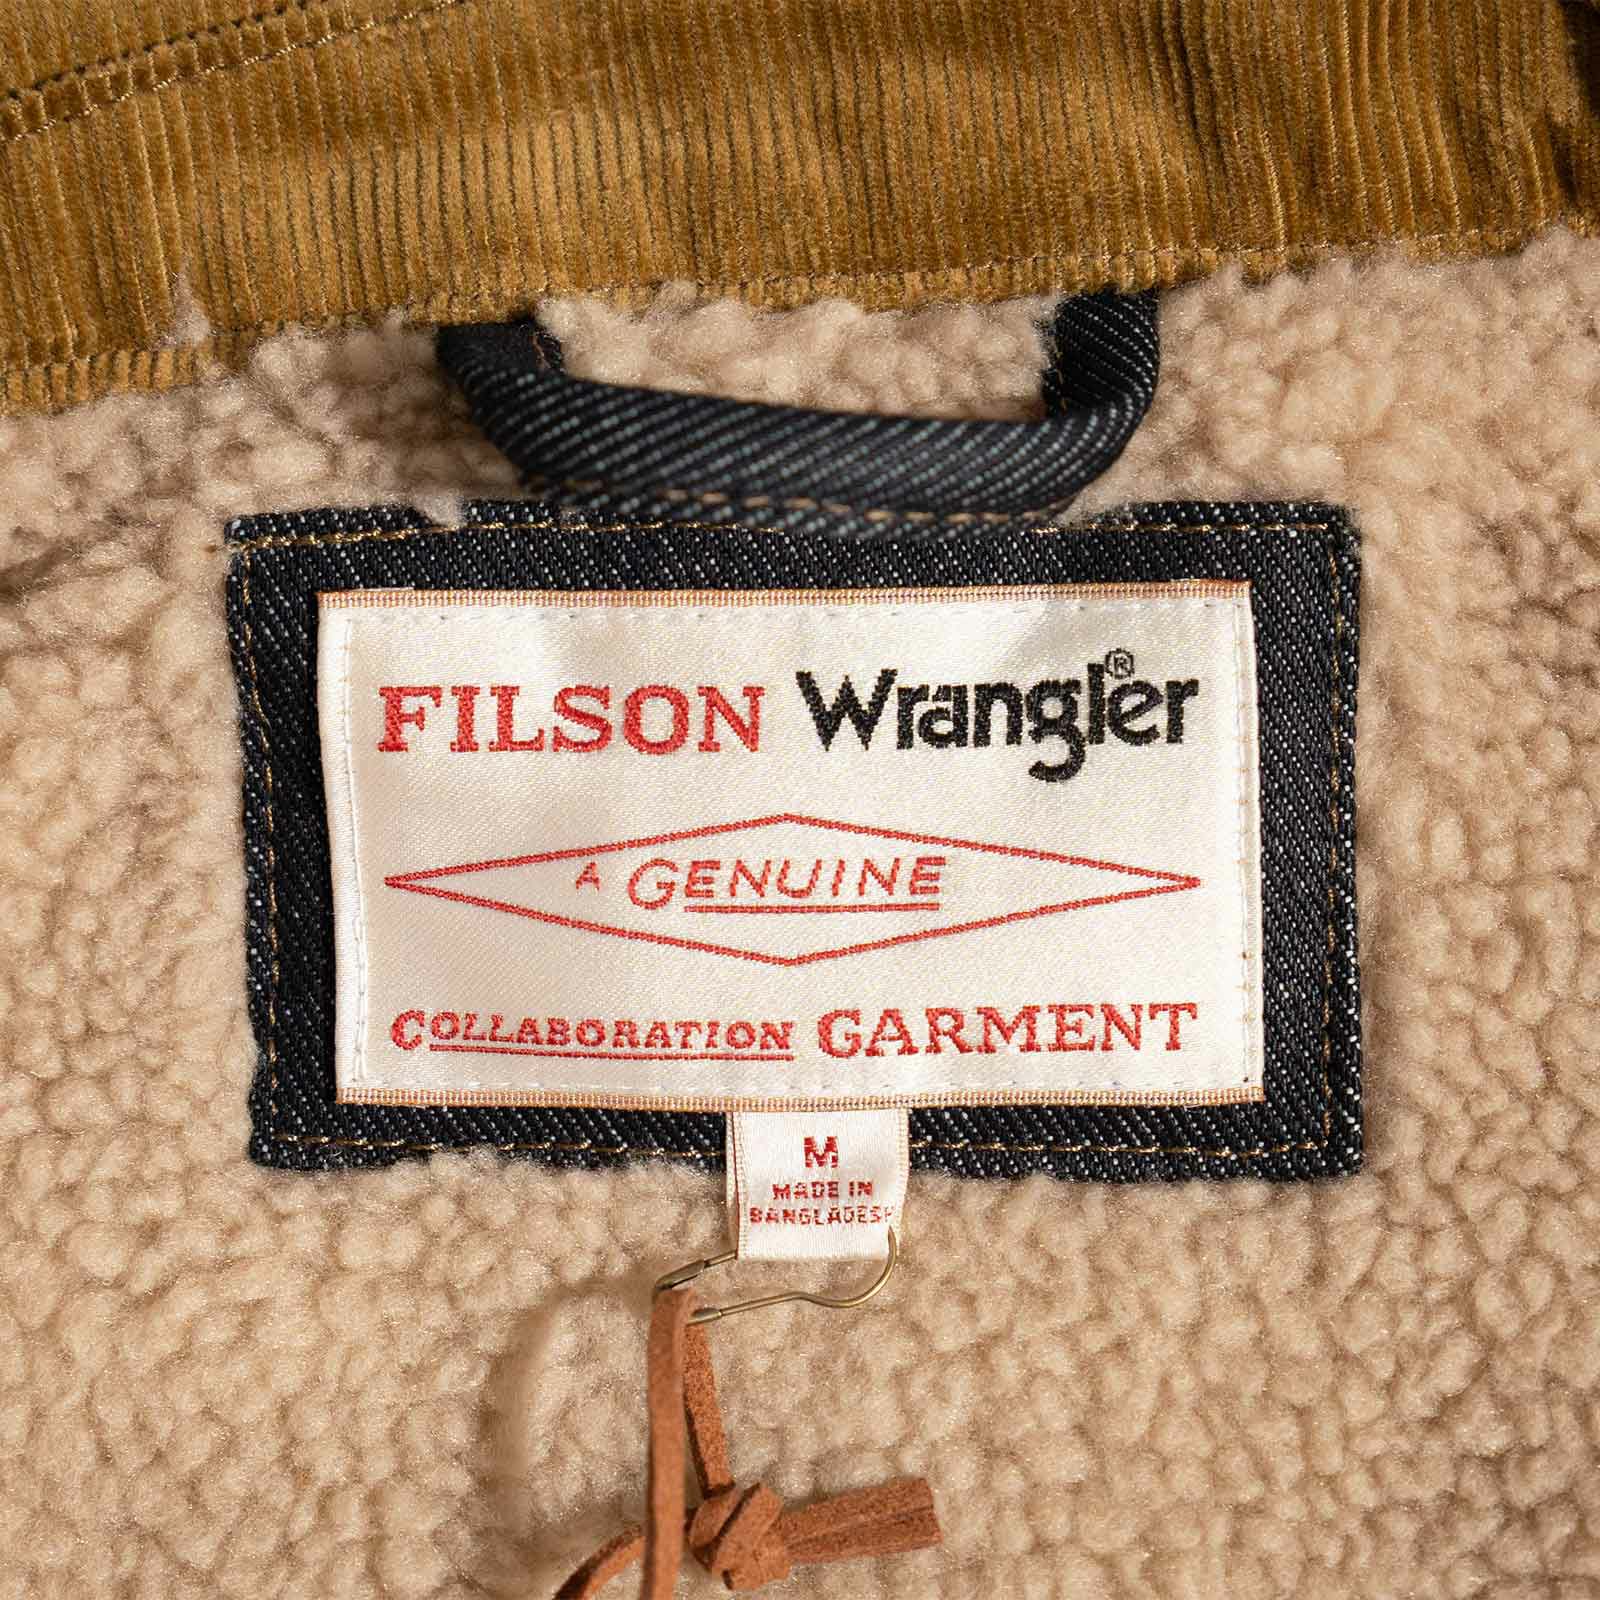 FILSON Wrangler®
A GENUINE
COLLABORATION GARMENT
M
MADE IN
BANGLADESH